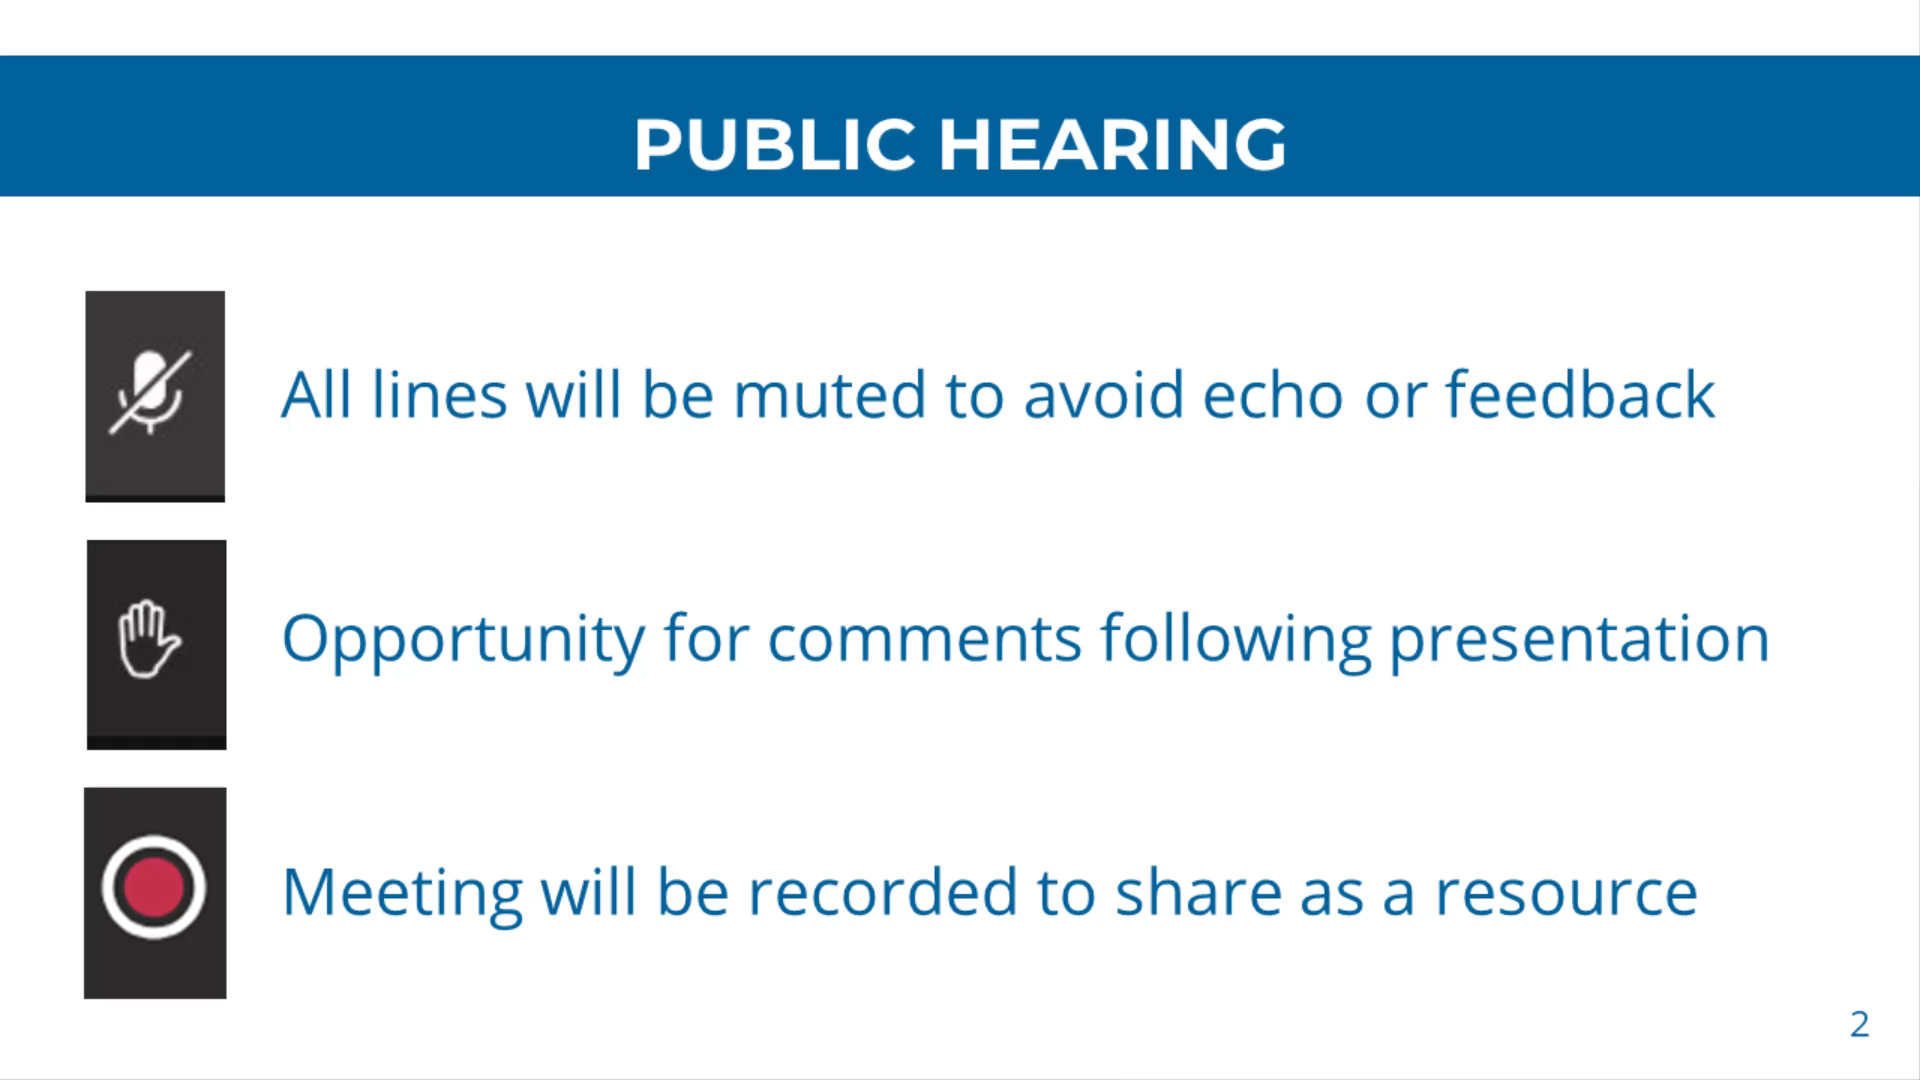 PUBLIC HEARING
All lines will be muted to avoid echo or feedback
Opportunity for comments following presentation
Meeting will be recorded to share as a resource
2